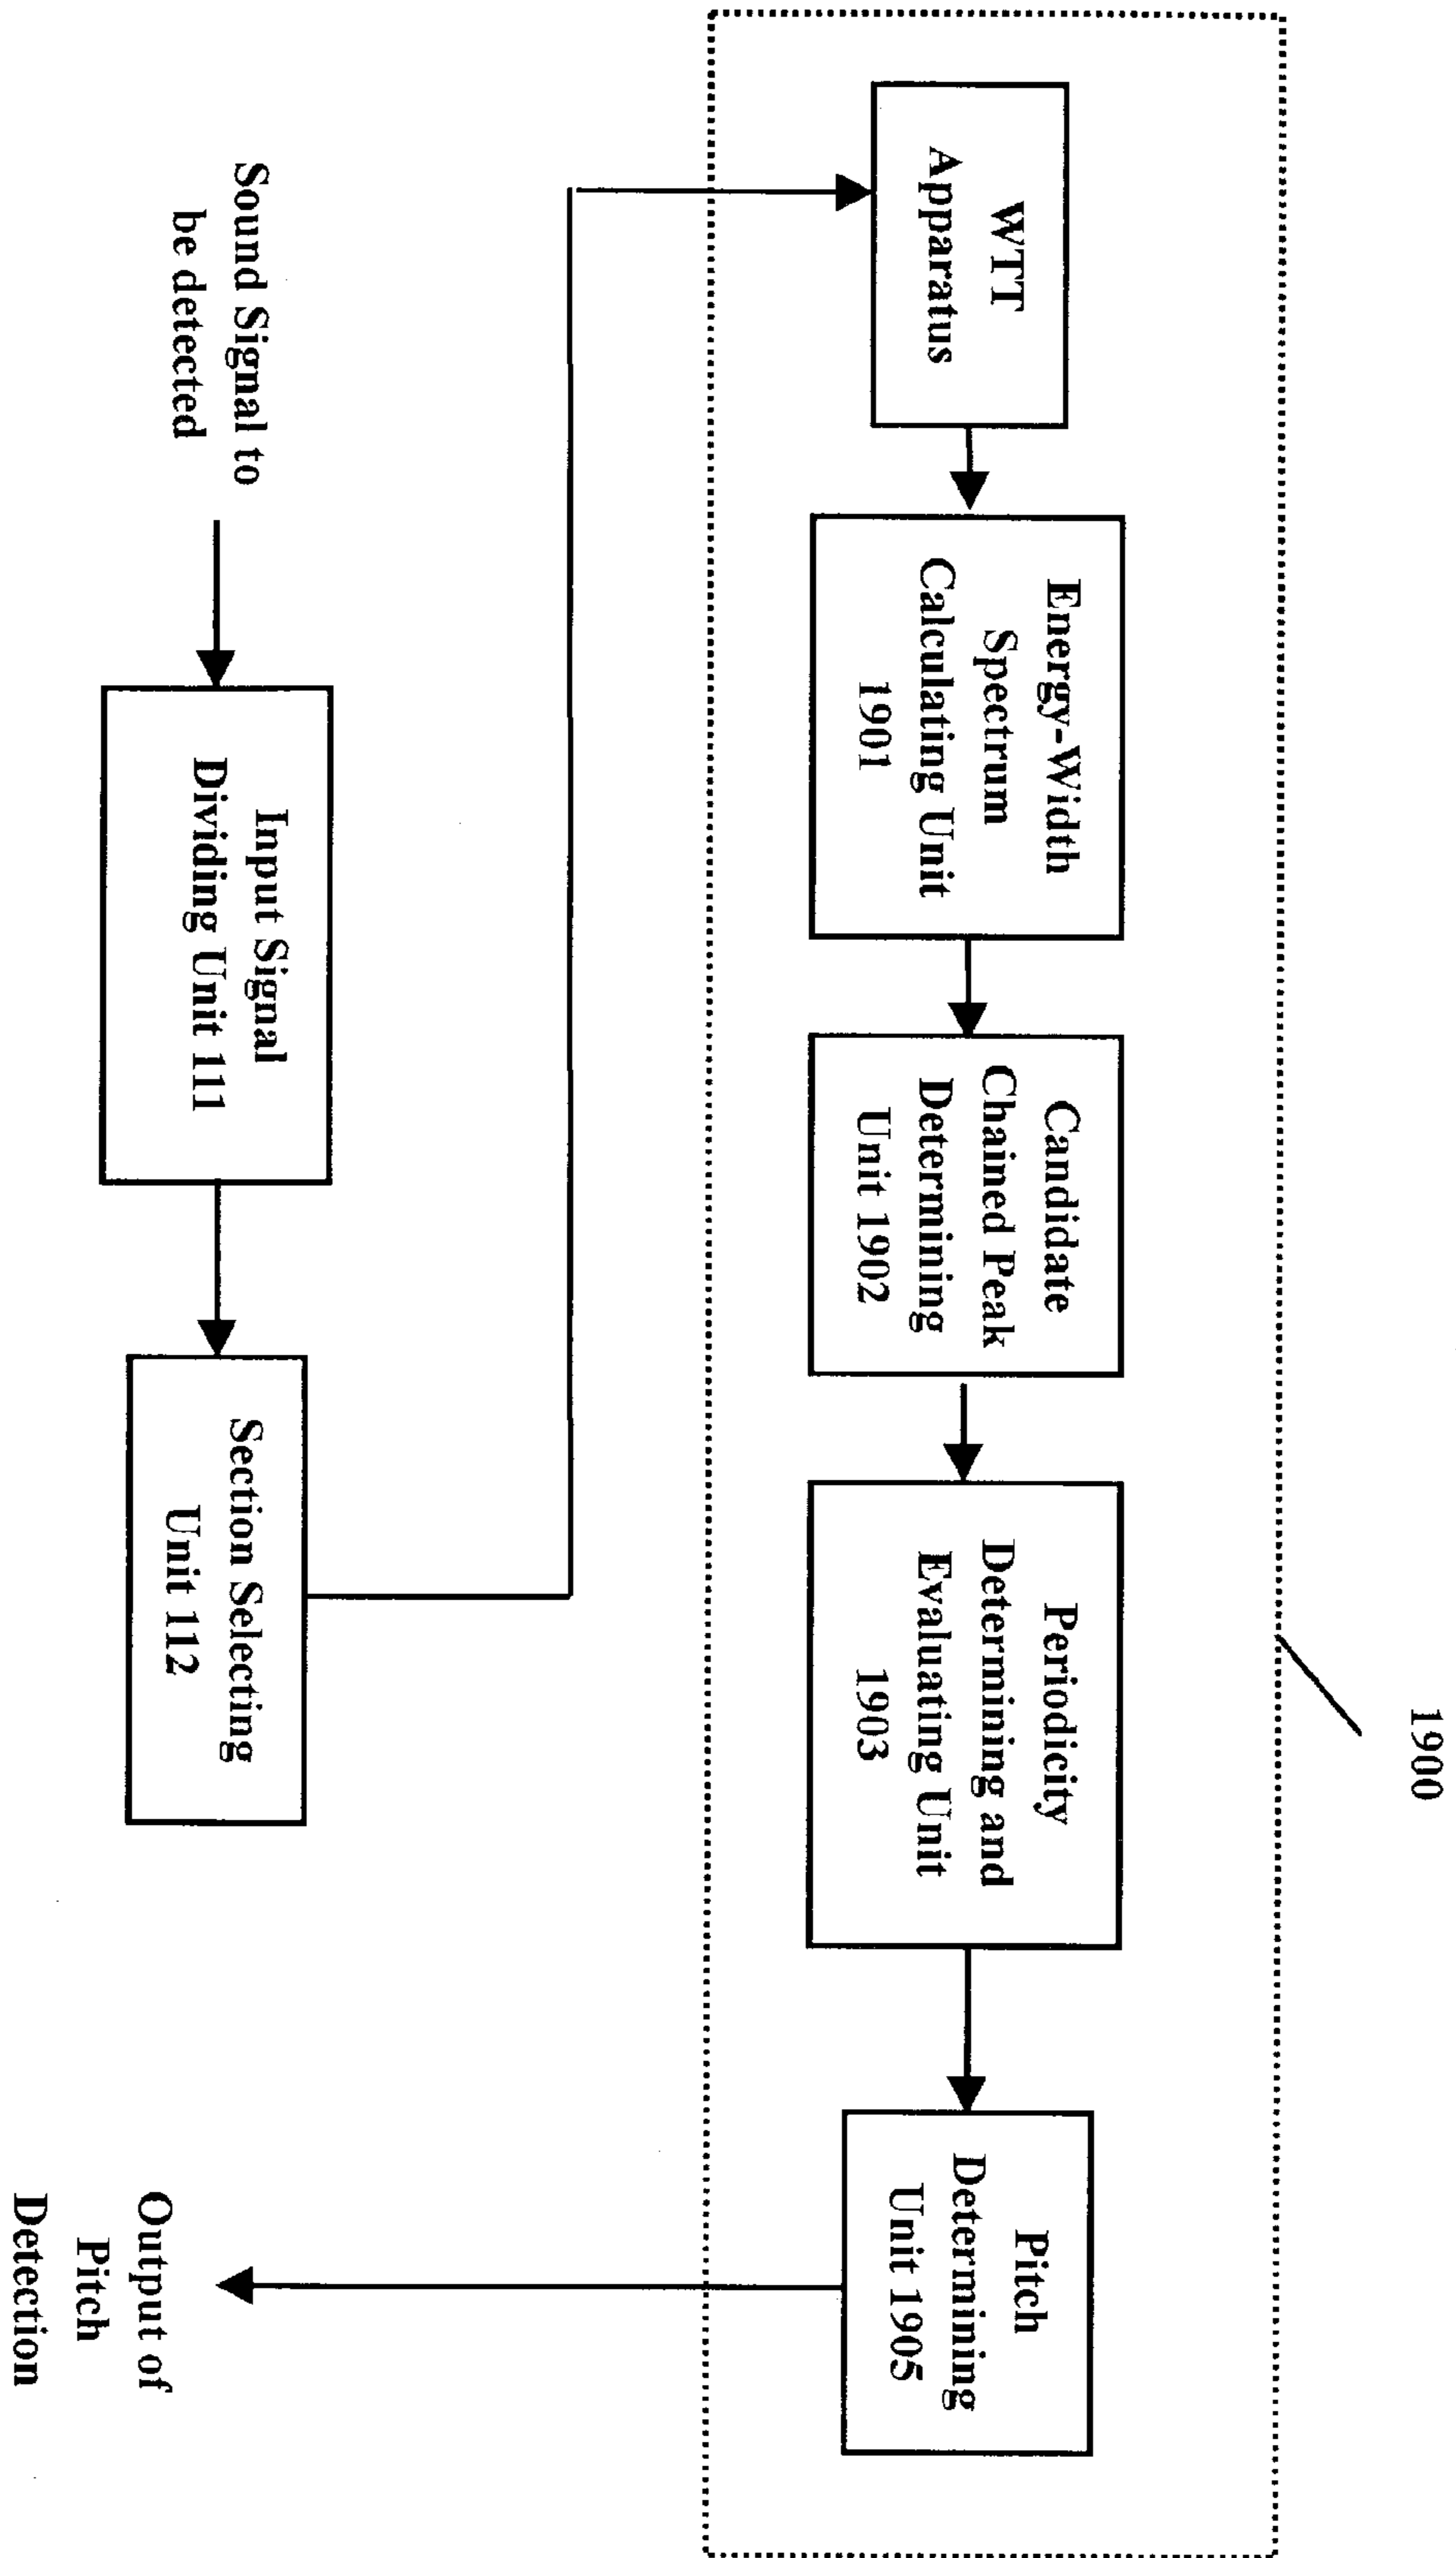 1900
WTT
Apparatus
Energy-Width
Spectrum
Calculating Unit
1901
Candidate
Chained Peak
Determining
Unit 1902
Periodicity
Determining and
Evaluating Unit
1903
Pitch
Determining
Unit 1905
Sound Signal to
be detected
Input Signal
Dividing Unit 111
Section Selecting
Unit 112
Output of
Pitch
Detection